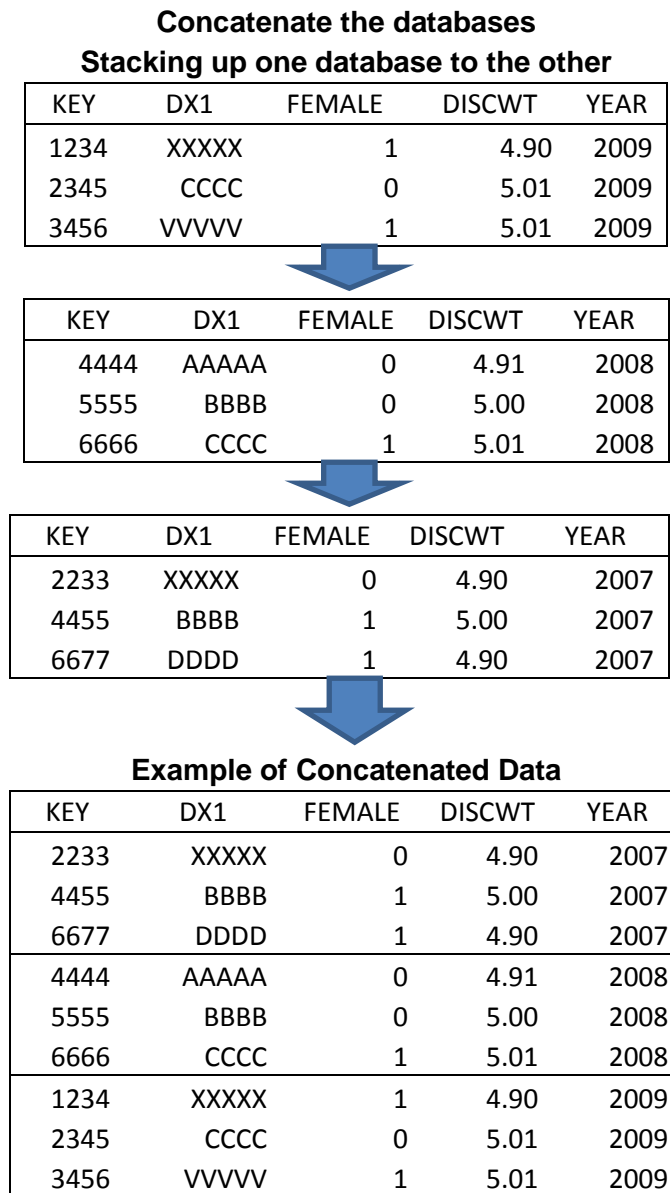 Concatenate the databases
Stacking up one database to the other
KEY DX1 FEMALE DISCWT YEAR
1234 XXXXX 1 4.90 2009
2345 CCCC 0 5.01 2009
3456 VVVVV 1 5.01 2009
KEY DX1 FEMALE DISCWT YEAR
4444 AAAAA 0 4.91 2008
5555 BBBB 0 5.00 2008
6666 CCCC 1 5.01 2008
KEY DX1 FEMALE DISCWT YEAR
2233 XXXXX 0 4.90 2007
4455 BBBB 1 5.00 2007
6677 DDDD 1 4.90 2007
Example of Concatenated Data
KEY DX1 FEMALE DISCWT YEAR
2233 XXXXX 0 4.90 2007
4455 BBBB 1 5.00 2007
6677 DDDD 1 4.90 2007
4444 AAAAA 0 4.91 2008
5555 BBBB 0 5.00 2008
6666 CCCC 1 5.01 2008
1234 XXXXX 1 4.90 2009
2345 CCCC 0 5.01 2009
3456 VVVVV 1 5.01 2009